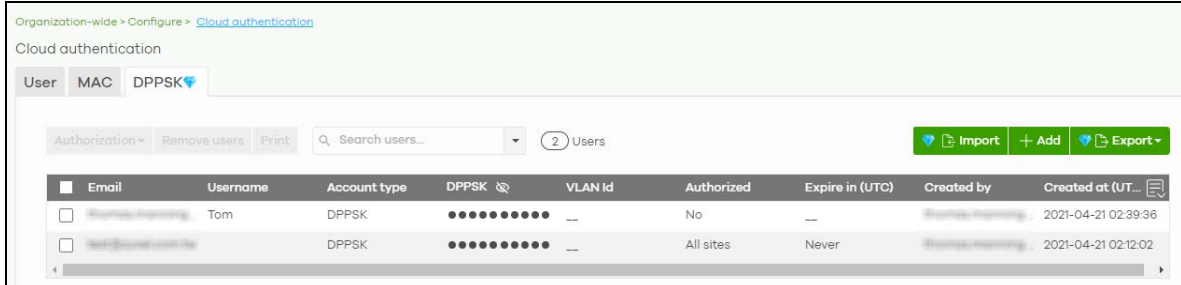 Organization-wide > Configure > Cloud authentication
Cloud authentication
User MAC DPPSK
Authorization Remove users Print Search users... 2 Users Import + Add Export
Email Username Account type DPPSK VLAN Id Authorized Expire in (UTC) Created by Created at (UT...
Tom DPPSK ●●●●●●●●●● __ No __ 2021-04-21 02:39:36
DPPSK ●●●●●●●●●● __ All sites Never 2021-04-21 02:12:02